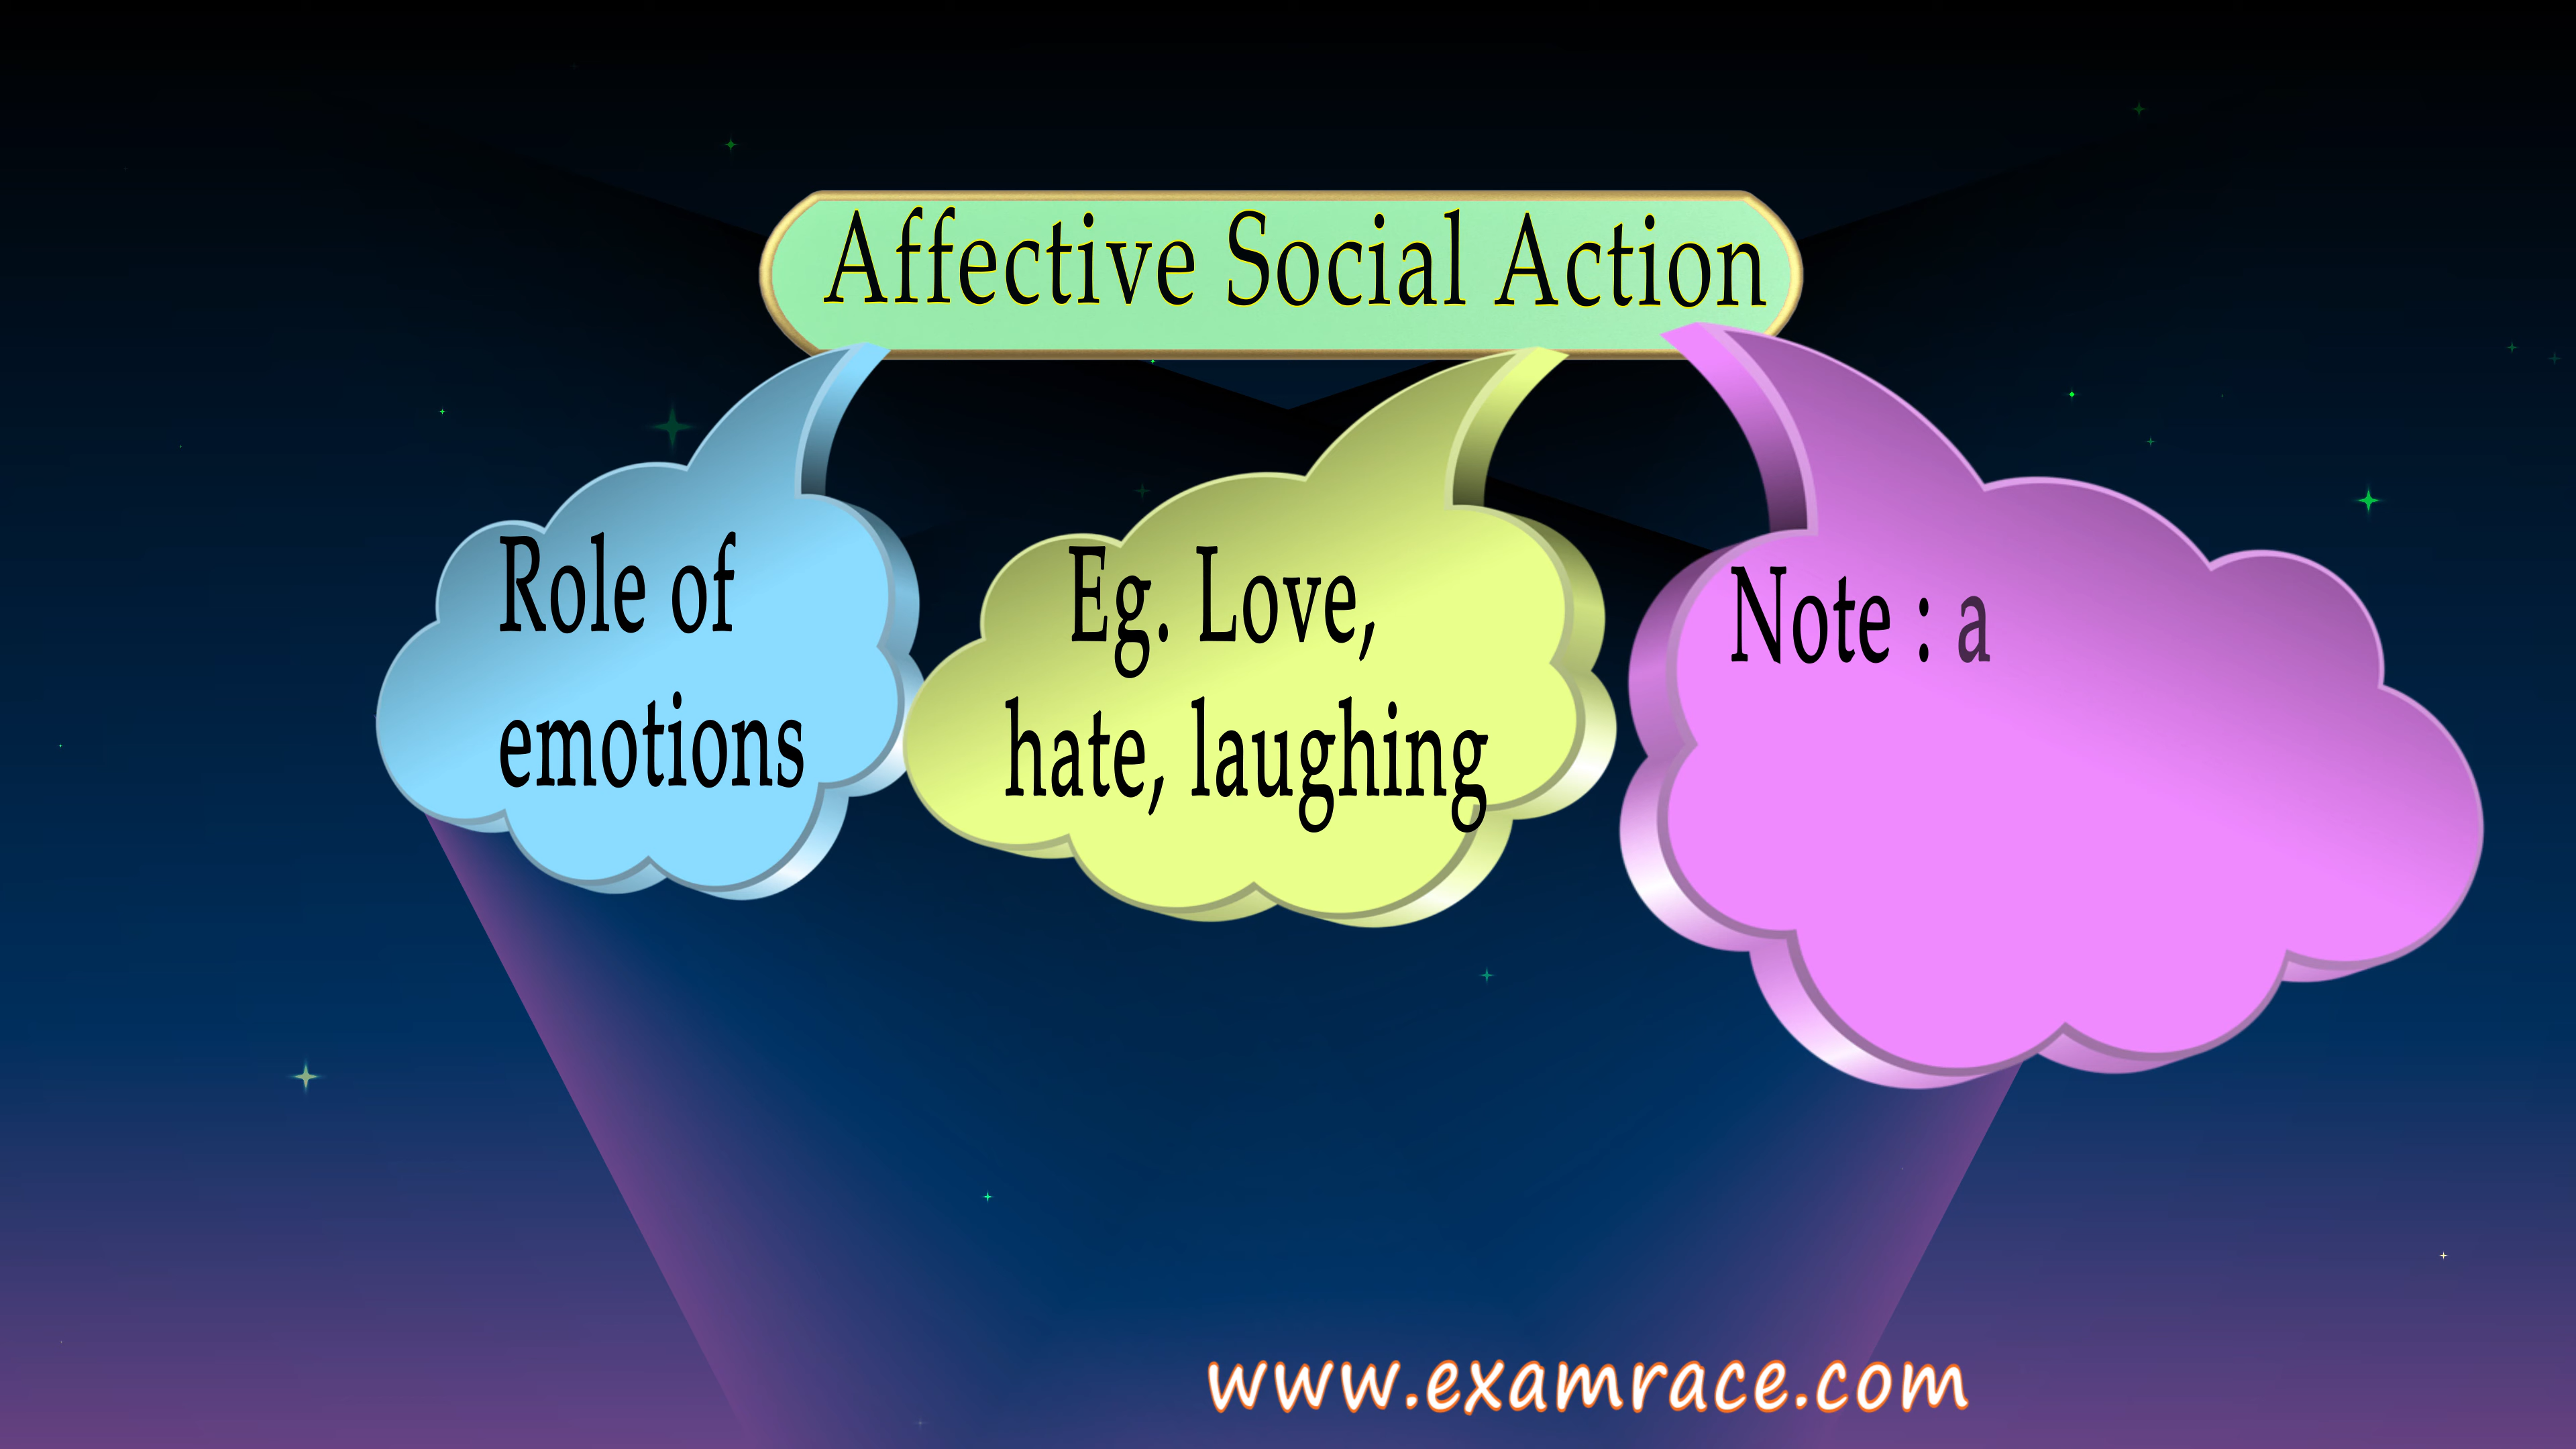 Affective Social Action
Role of
emotions
Eg. Love,
hate, laughing
Note : a
www.examrace.com